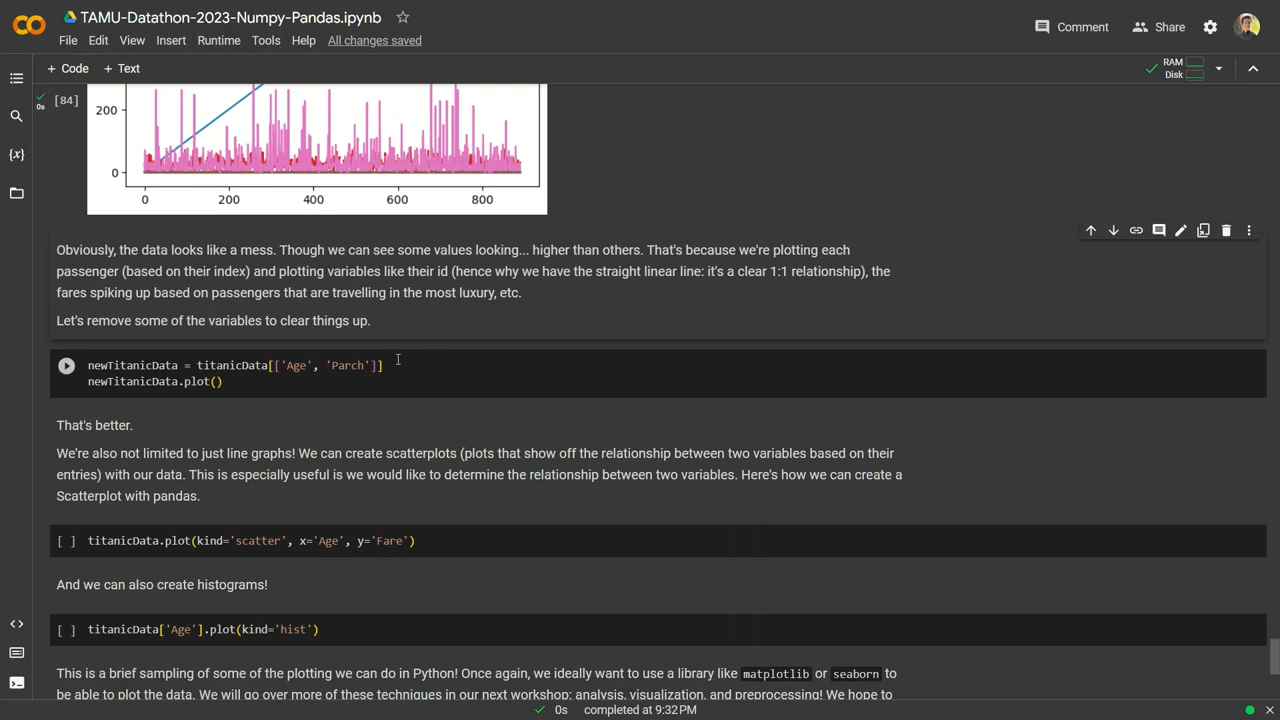 TAMU-Datathon-2023-Numpy-Pandas.ipynb
Comment
Share
File Edit View Insert Runtime Tools Help All changes saved
+ Code + Text
RAM
Disk
[84]
0s
200
0
0 200 400 600 800
Obviously, the data looks like a mess. Though we can see some values looking... higher than others. That's because we're plotting each
passenger (based on their index) and plotting variables like their id (hence why we have the straight linear line: it's a clear 1:1 relationship), the
fares spiking up based on passengers that are travelling in the most luxury, etc.
Let's remove some of the variables to clear things up.
newTitanicData = titanicData[['Age', 'Parch']]
newTitanicData.plot()
That's better.
We're also not limited to just line graphs! We can create scatterplots (plots that show off the relationship between two variables based on their
entries) with our data. This is especially useful is we would like to determine the relationship between two variables. Here's how we can create a
Scatterplot with pandas.
[ ] titanicData.plot(kind='scatter', x='Age', y='Fare')
And we can also create histograms!
[ ] titanicData['Age'].plot(kind='hist')
This is a brief sampling of some of the plotting we can do in Python! Once again, we ideally want to use a library like matplotlib or seaborn to
be able to plot the data. We will go over more of these techniques in our next workshop: analysis, visualization, and preprocessing! We hope to
0s completed at 9:32PM